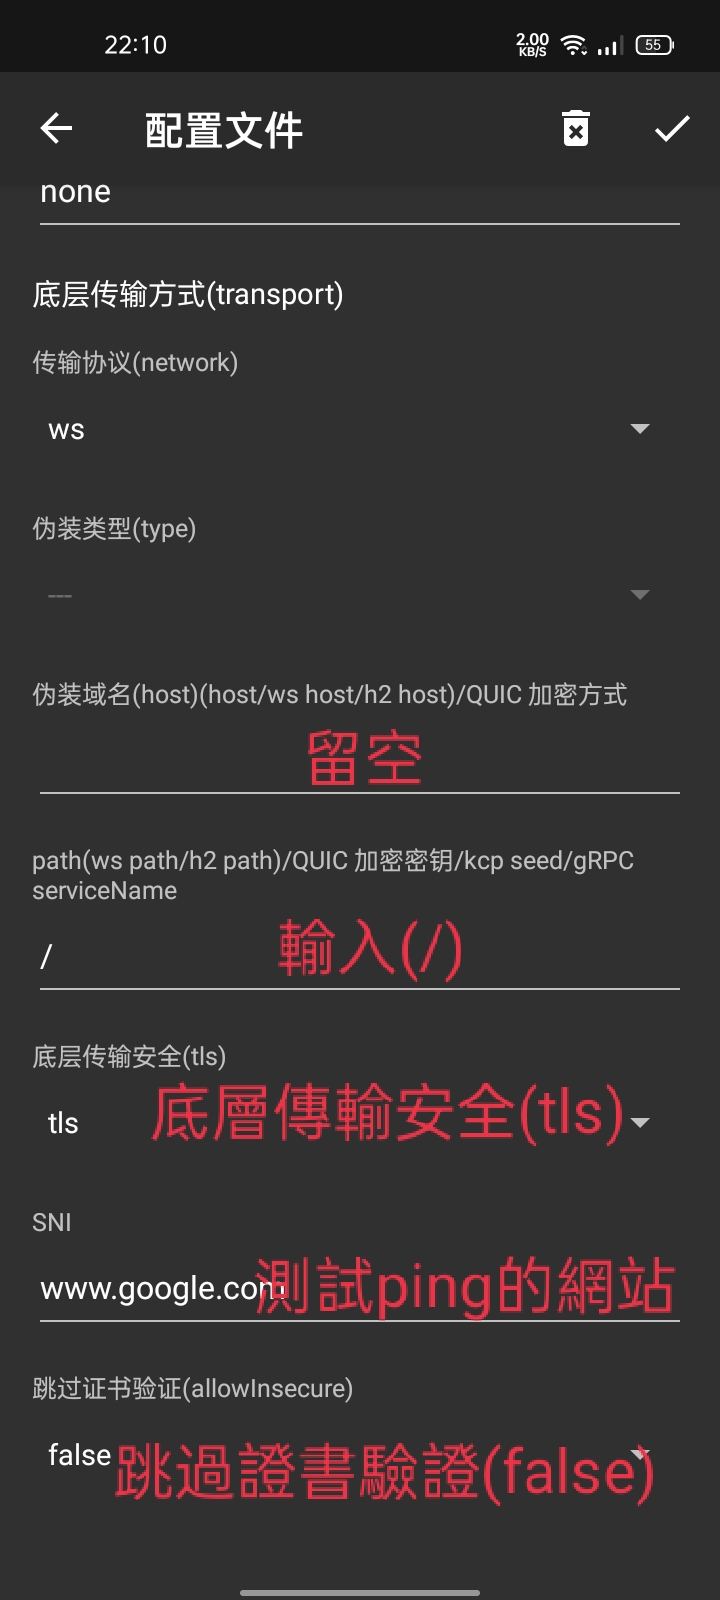 22:10
2.00
KB/S
55
配置文件
none
底层传输方式(transport)
传输协议(network)
ws
伪装类型(type)
---
伪装域名(host)(host/ws host/h2 host)/QUIC 加密方式
留空
path(ws path/h2 path)/QUIC 加密密钥/kcp seed/gRPC
serviceName
/
輸入(/)
底层传输安全(tls)
tls
底層傳輸安全(tls)
SNI
www.google.com
測試ping的網站
跳过证书验证(allowInsecure)
false
跳過證書驗證(false)